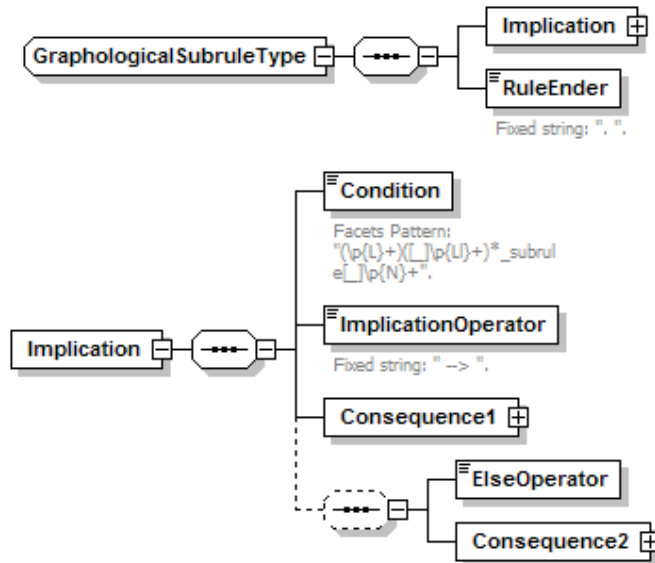 GraphologicalSubruleType
Implication
RuleEnder
Fixed string: ". ".
Condition
Facets Pattern:
"(\p{L}+)([_]\p{Ll}+)*_subrul
e[_]\p{N}+".
ImplicationOperator
Implication
Fixed string: " --> ".
Consequence1
ElseOperator
Consequence2